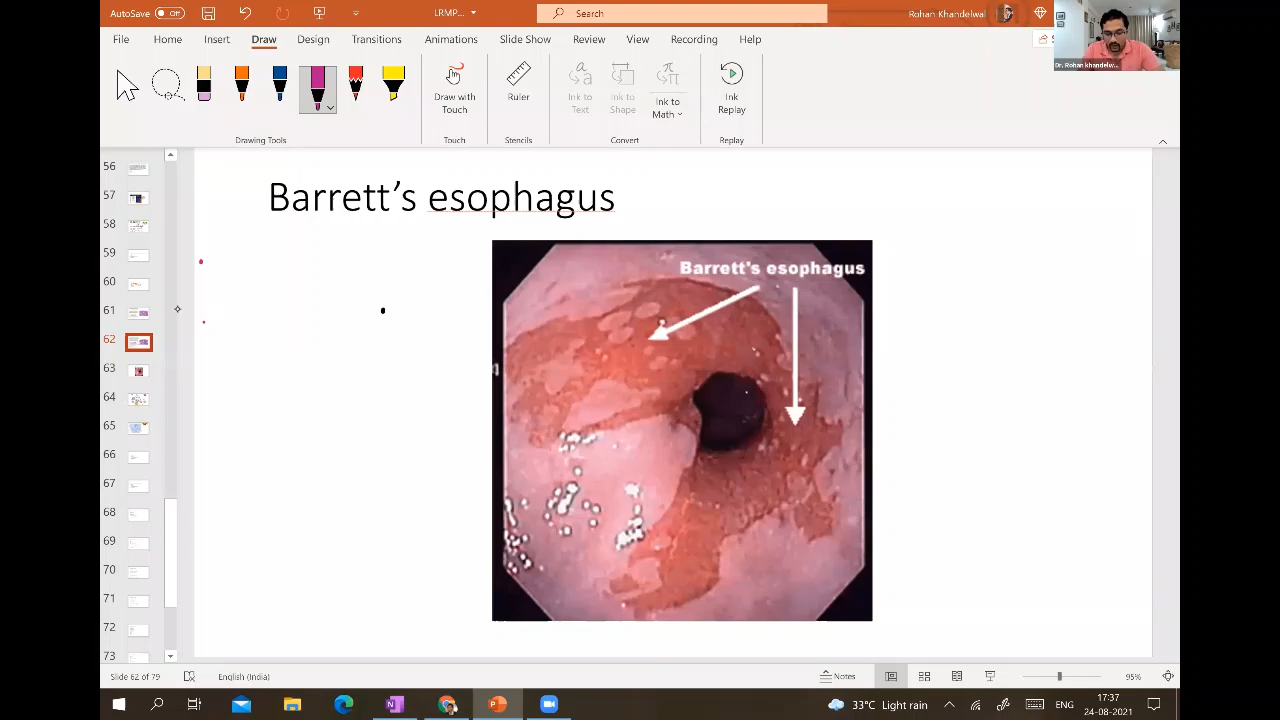 AutoSave Off
LRMP...
Search
Rohan Khandelwal
File Home Insert Draw Design Transitions Animations Slide Show Review View Recording Help
Dr. Rohan khandelw...
Draw with Touch
Ruler
Ink to Text
Ink to Shape
Ink to Math
Ink Replay
Drawing Tools
Touch
Stencils
Convert
Replay
56
57
58
59
60
61
62
63
64
65
66
67
68
69
70
71
72
73
Barrett’s esophagus
Barrett's esophagus
4
Slide 62 of 79
English (India)
Notes
95%
33°C Light rain
ENG
17:37
24-08-2021